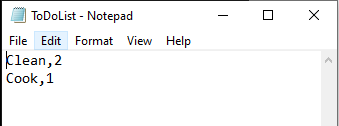 ToDoList - Notepad
File Edit Format View Help
Clean,2
Cook,1